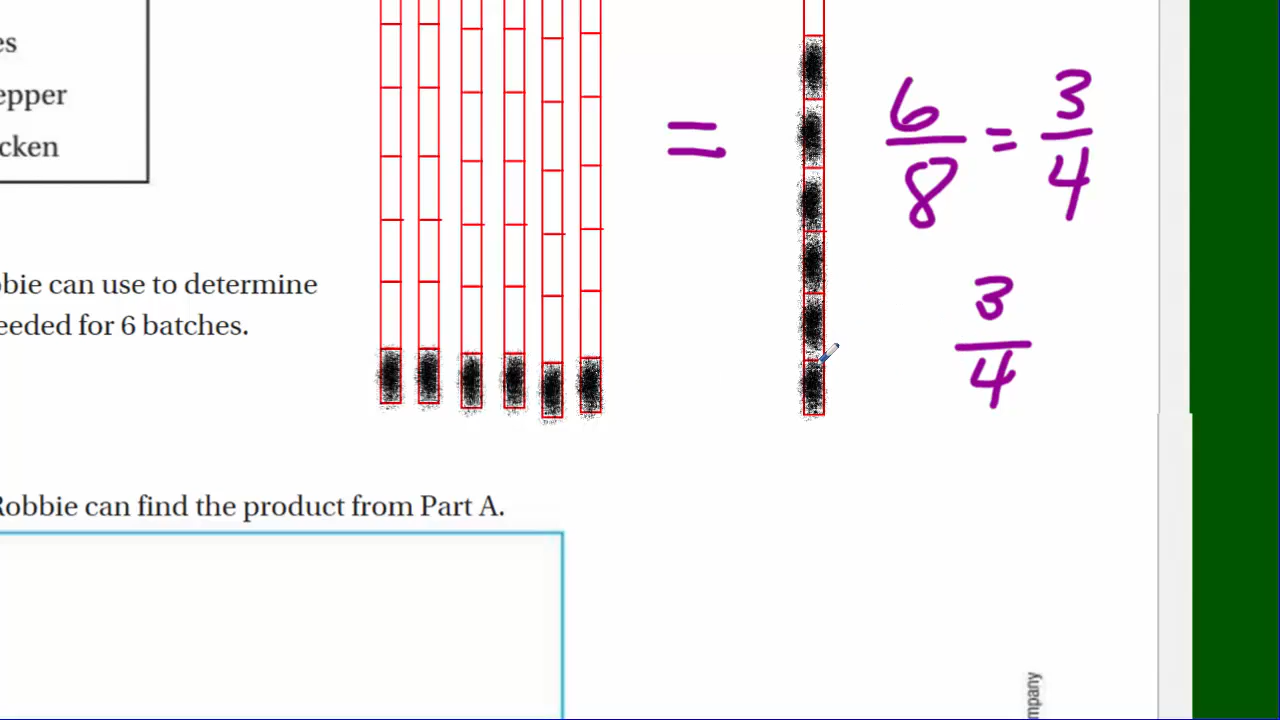 es
epper
cken
=
6/8 = 3/4
bie can use to determine
eeded for 6 batches.
3/4
Robbie can find the product from Part A.
mpany